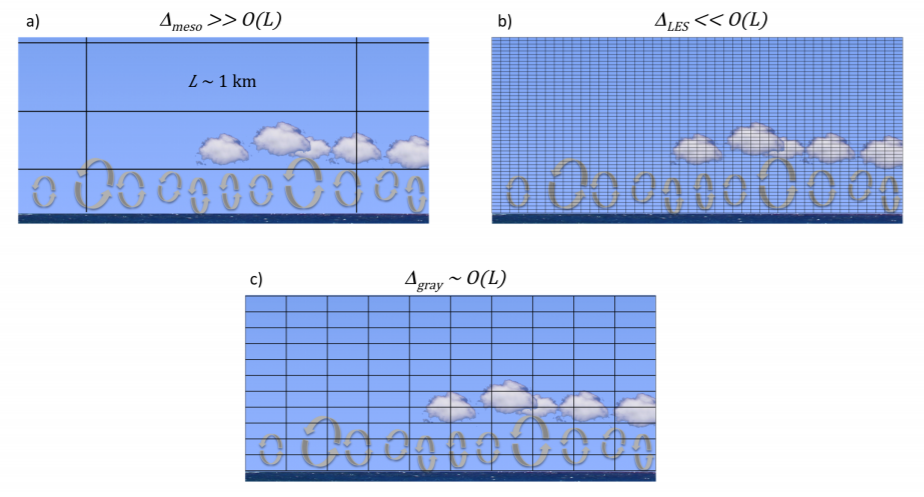 a)
Δmeso >> O(L)
L ~ 1 km
b)
ΔLES << O(L)
c)
Δgray ~ O(L)